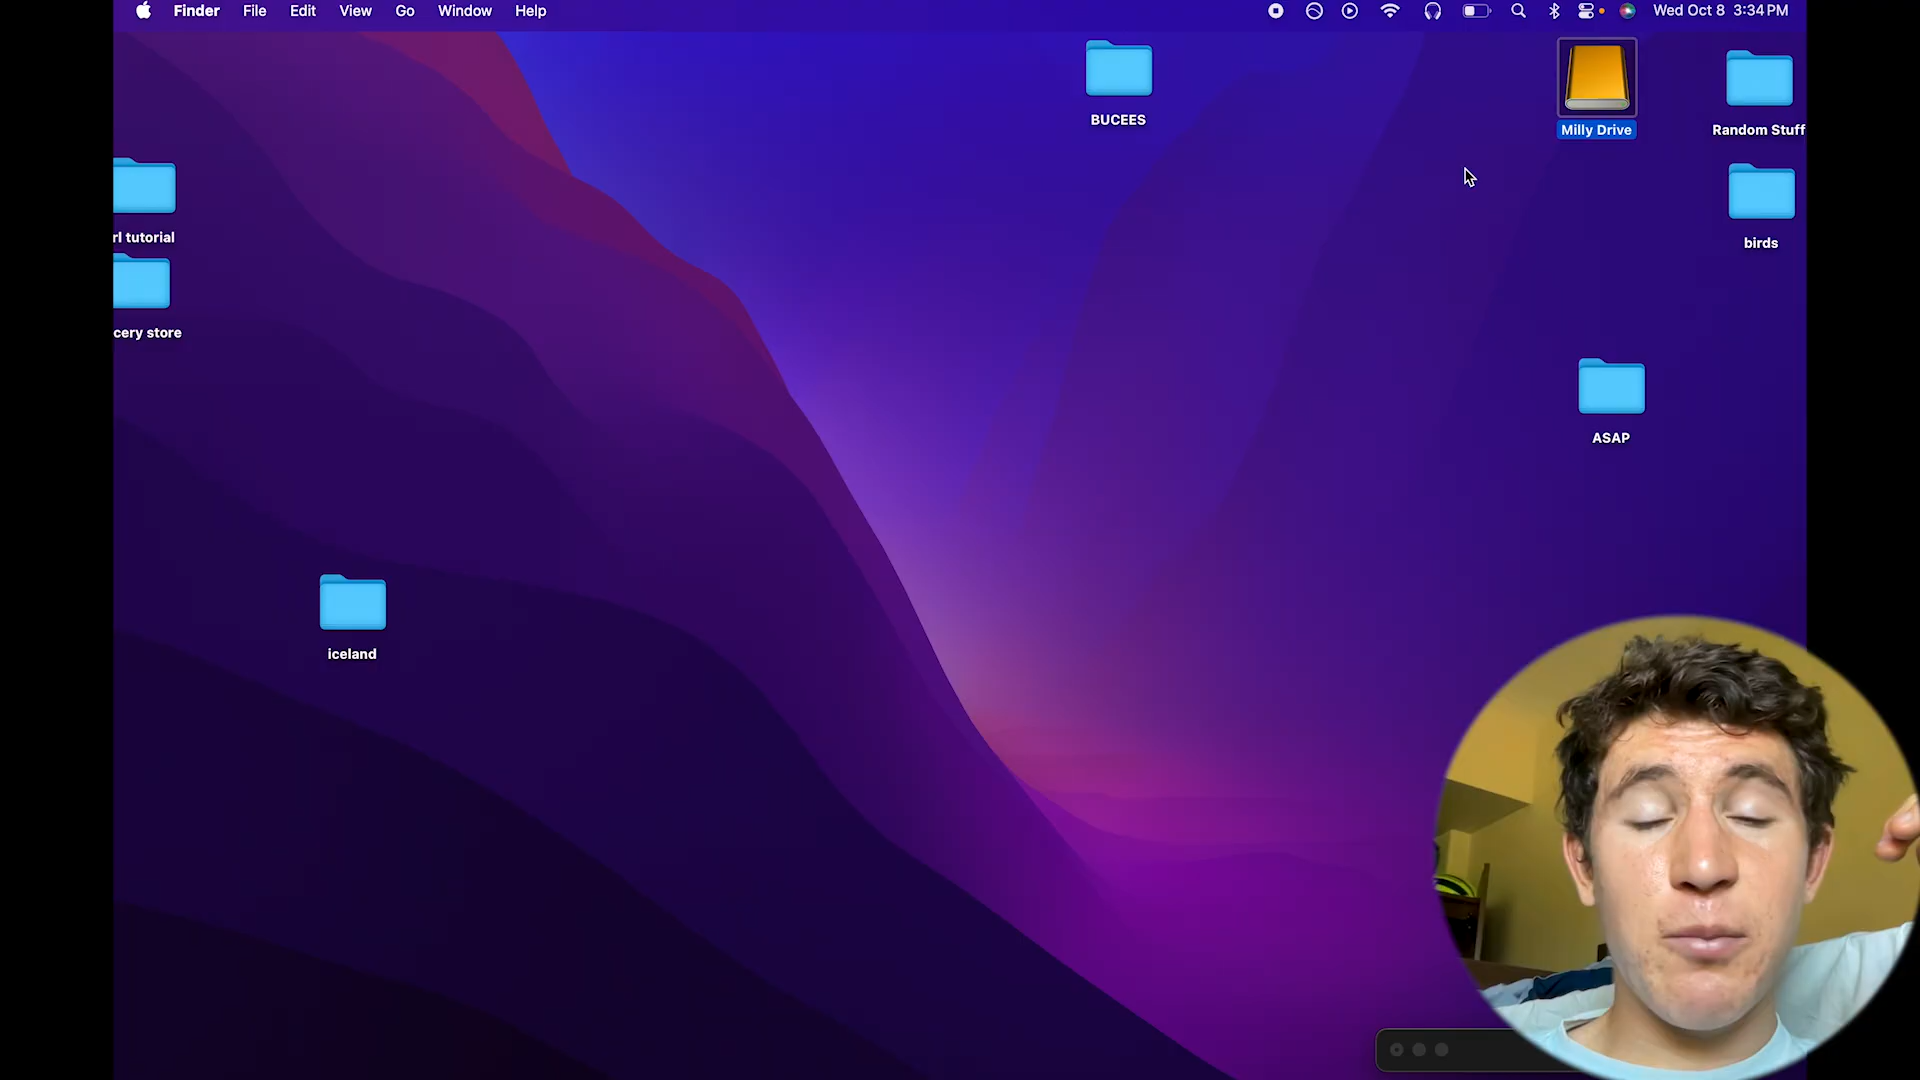 Finder File Edit View Go Window Help Wed Oct 8 3:34 PM
BUCEES
Milly Drive
Random Stuff
rl tutorial
birds
cery store
ASAP
iceland